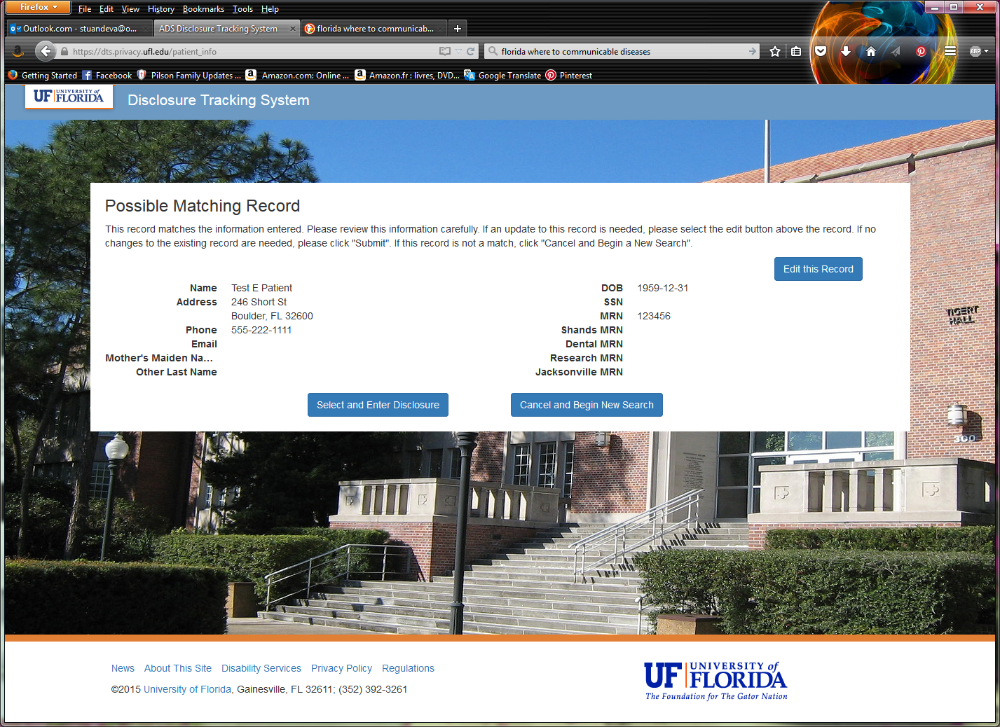 Firefox
File Edit View History Bookmarks Tools Help
Outlook.com - stuandeva@o...
ADS Disclosure Tracking System
florida where to communicab...
https://dts.privacy.ufl.edu/patient_info
florida where to communicable diseases
ABP
Getting Started Facebook Pilson Family Updates ... Amazon.com: Online ... Amazon.fr : livres, DVD... Google Translate Pinterest
UF UNIVERSITY of FLORIDA
Disclosure Tracking System
Possible Matching Record
This record matches the information entered. Please review this information carefully. If an update to this record is needed, please select the edit button above the record. If no
changes to the existing record are needed, please click "Submit". If this record is not a match, click "Cancel and Begin a New Search".
Edit this Record
Name Test E Patient
Address 246 Short St
Boulder, FL 32600
Phone 555-222-1111
Email
Mother's Maiden Na...
Other Last Name
DOB 1959-12-31
SSN
MRN 123456
Shands MRN
Dental MRN
Research MRN
Jacksonville MRN
Select and Enter Disclosure
Cancel and Begin New Search
TIGERT
HALL
300
News About This Site Disability Services Privacy Policy Regulations
©2015 University of Florida, Gainesville, FL 32611; (352) 392-3261
UF UNIVERSITY of
FLORIDA
The Foundation for The Gator Nation